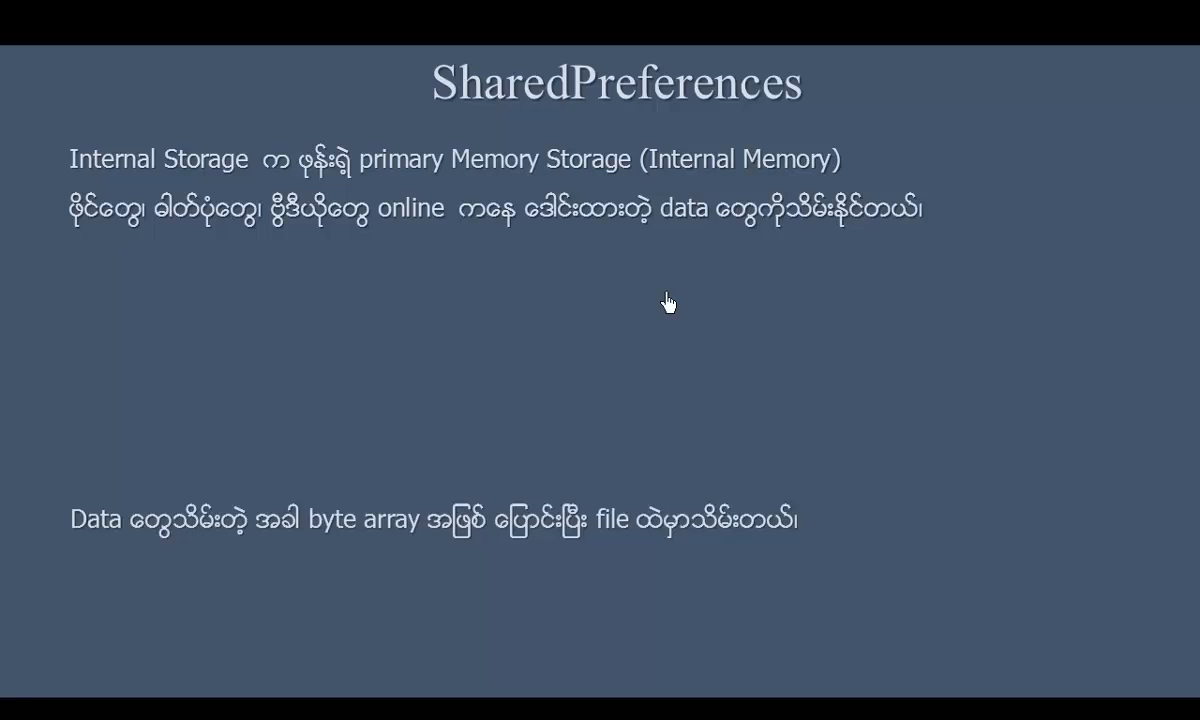 SharedPreferences
Internal Storage က ဖုန်းရဲ့ primary Memory Storage (Internal Memory)
ဖိုင်တွေ၊ ဓါတ်ပုံတွေ၊ ဗွီဒီယိုတွေ online ကနေ ဒေါင်းထားတဲ့ data တွေကိုသိမ်းနိုင်တယ်၊
Data တွေသိမ်းတဲ့ အခါ byte array အဖြစ် ပြောင်းပြီး file ထဲမှာသိမ်းတယ်၊